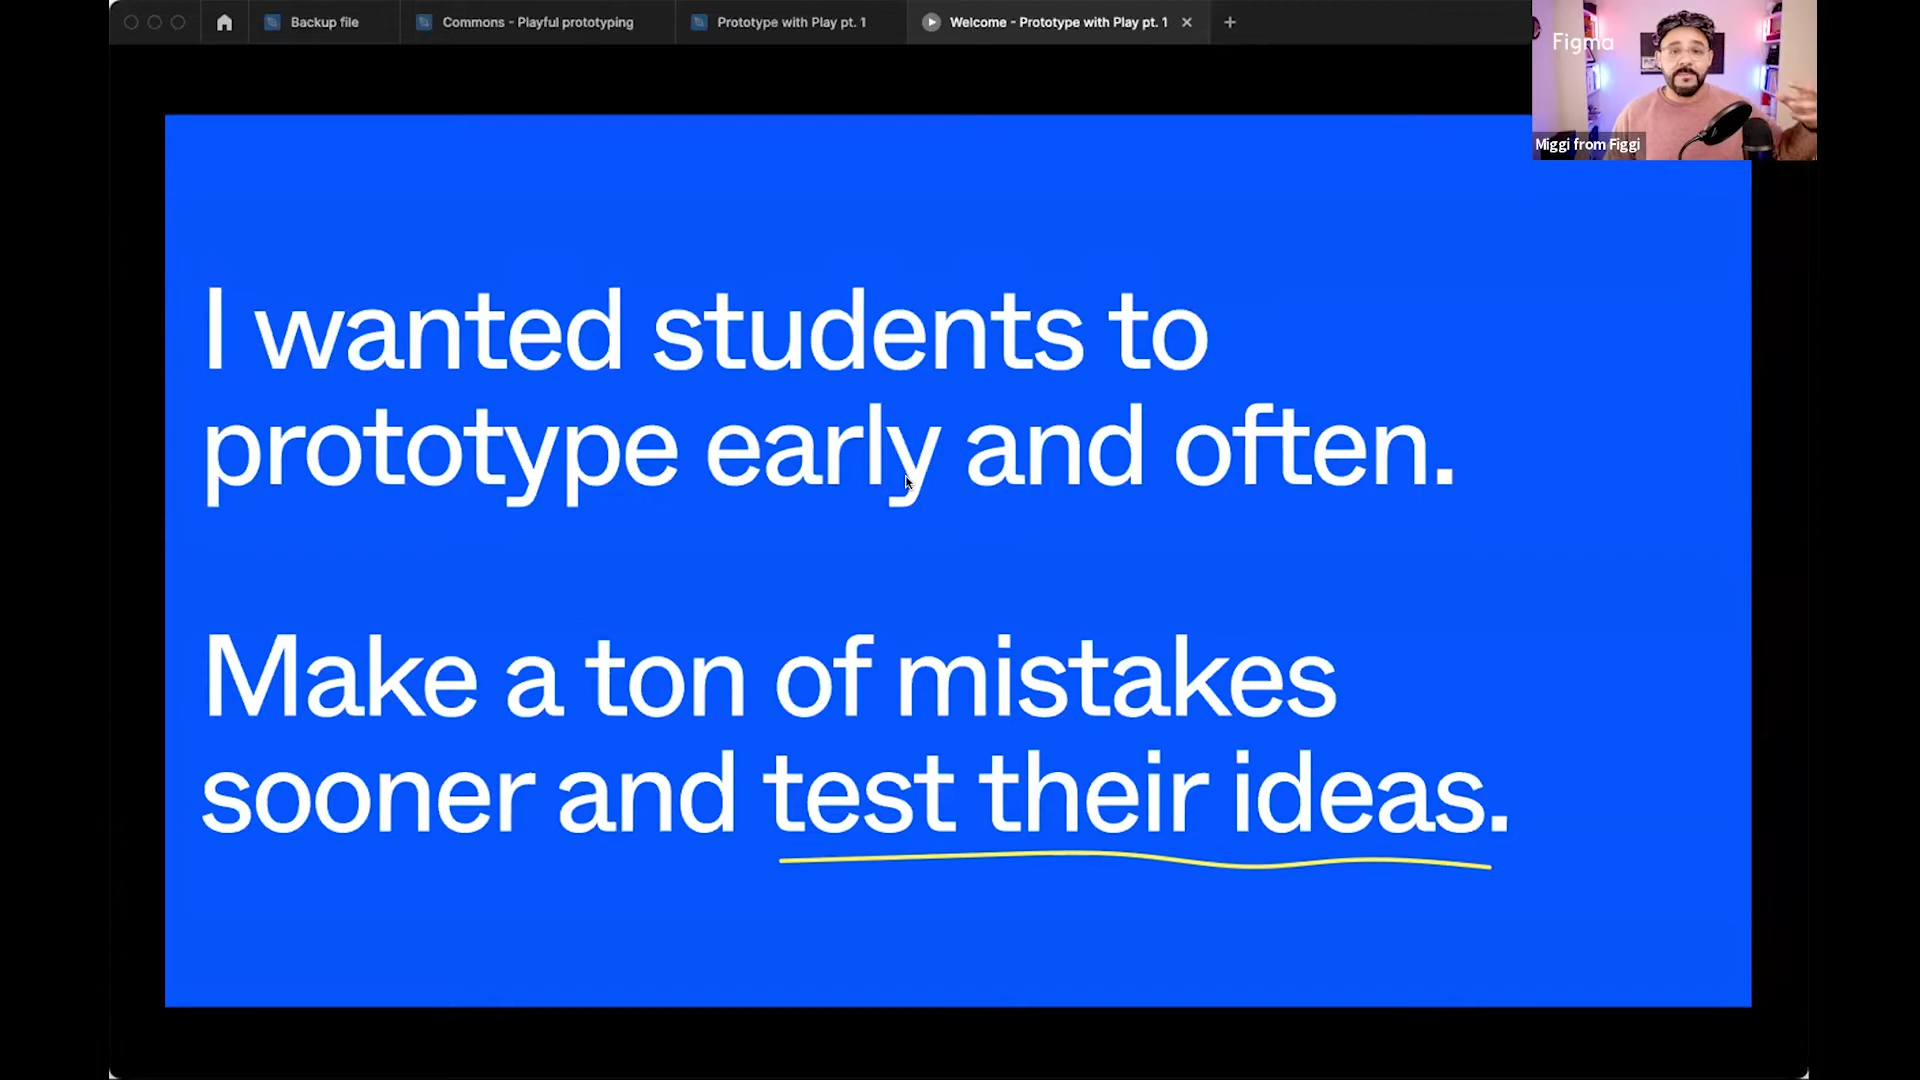 Backup file
Commons - Playful prototyping
Prototype with Play pt. 1
Welcome - Prototype with Play pt. 1
Figma
Miggi from Figgi
I wanted students to
prototype early and often.
Make a ton of mistakes
sooner and test their ideas.